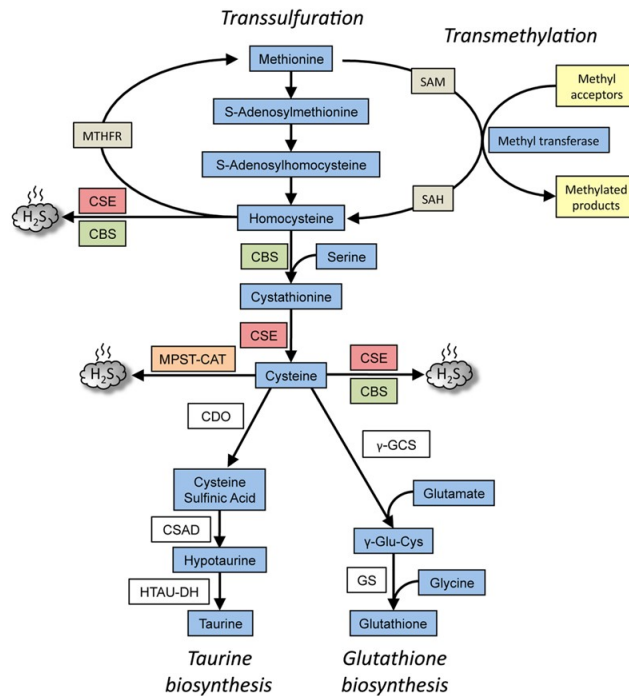 Transsulfuration
Transmethylation
Methionine
SAM
Methyl
acceptors
S-Adenosylmethionine
MTHFR
Methyl transferase
S-Adenosylhomocysteine
CSE
SAH
Methylated
products
H2S
Homocysteine
CBS
CBS
Serine
Cystathionine
CSE
MPST-CAT
CSE
H2S
Cysteine
H2S
CBS
CDO
γ-GCS
Cysteine
Sulfinic Acid
Glutamate
CSAD
γ-Glu-Cys
Hypotaurine
GS
Glycine
HTAU-DH
Taurine
Glutathione
Taurine
biosynthesis
Glutathione
biosynthesis